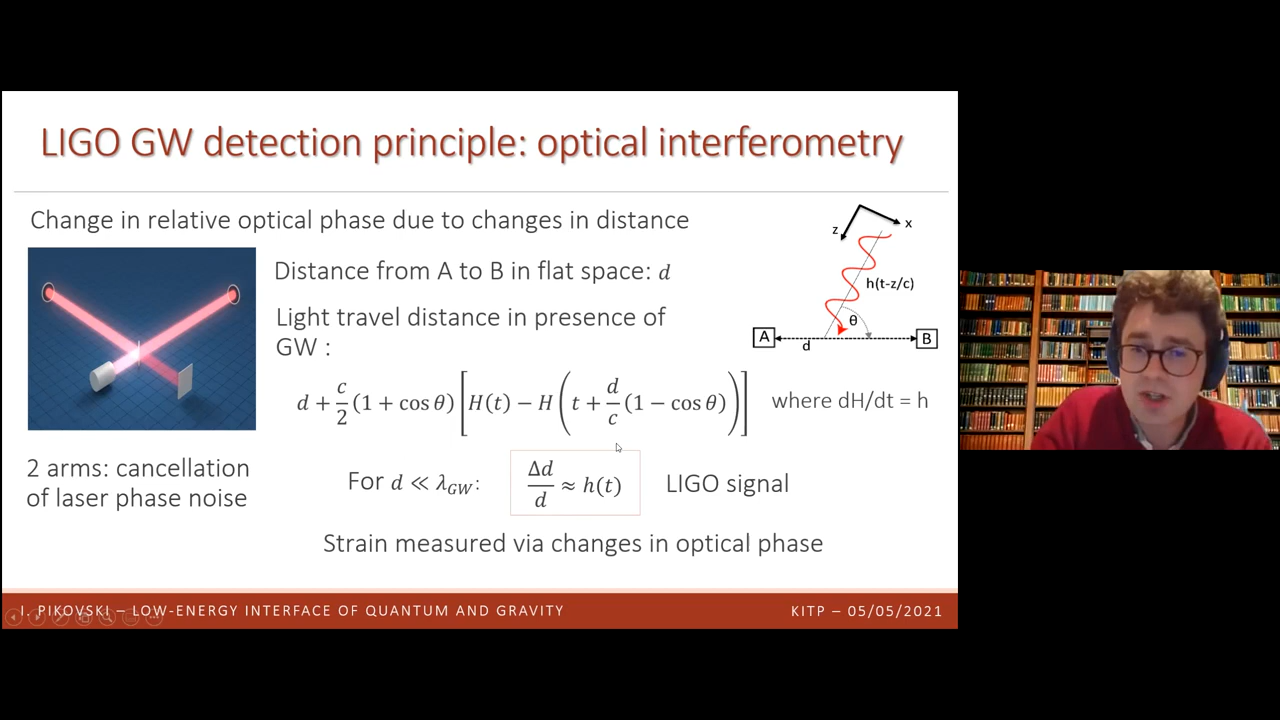 LIGO GW detection principle: optical interferometry
Change in relative optical phase due to changes in distance
Distance from A to B in flat space: d
Light travel distance in presence of
GW :
x
z
h(t-z/c)
θ
A
d
B
d + c/2 (1 + cos θ) [H(t) − H (t + d/c (1 − cos θ))]
where dH/dt = h
2 arms: cancellation
of laser phase noise
For d ≪ λ_GW:
Δd/d ≈ h(t)
LIGO signal
Strain measured via changes in optical phase
I. PIKOVSKI – LOW-ENERGY INTERFACE OF QUANTUM AND GRAVITY
KITP – 05/05/2021